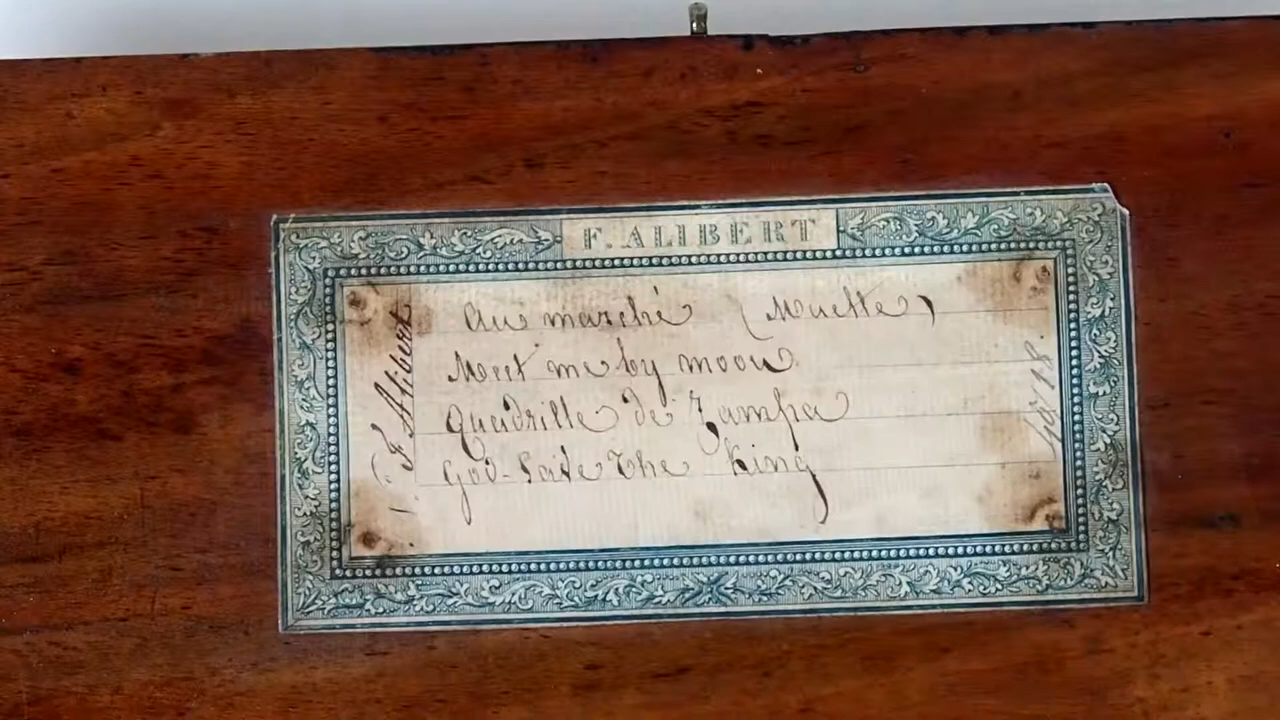 F. ALIBERT
Au marché (Muette)
Meet me by moon
Quadrille de Zampa
God-Save The King
F. Alibert